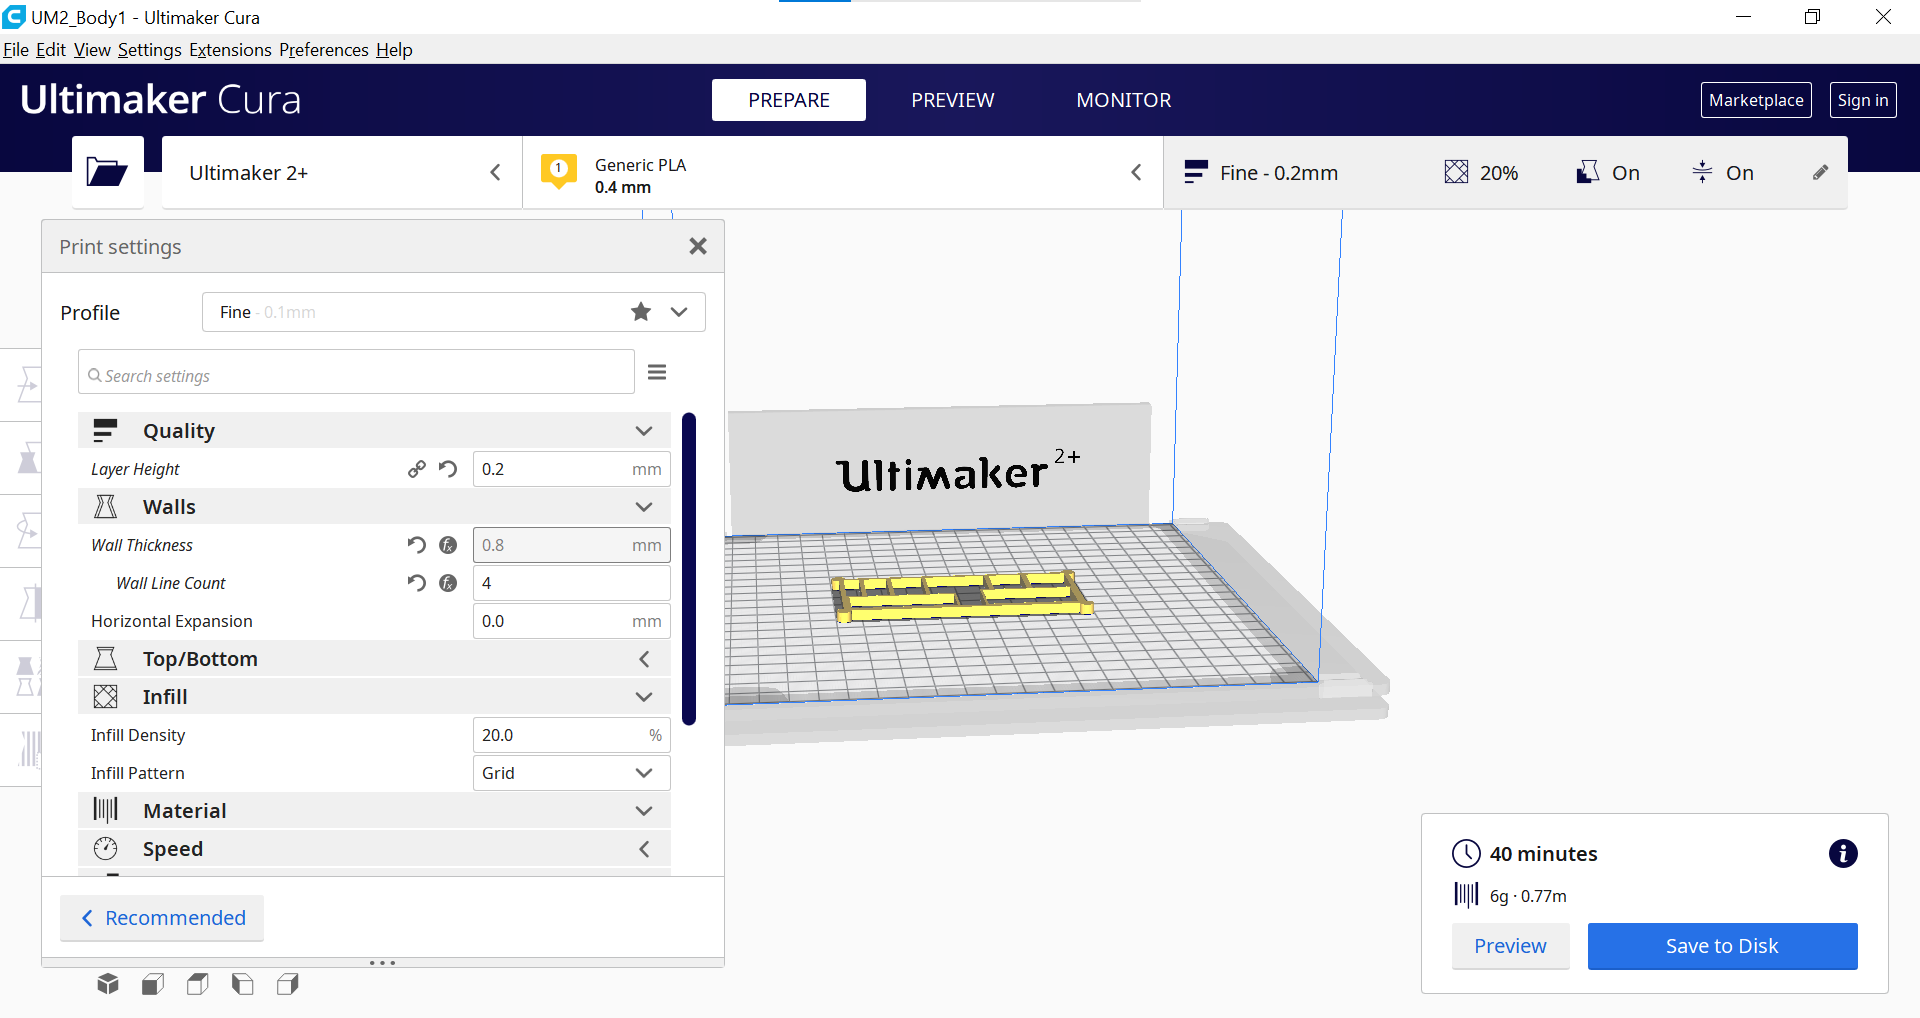 UM2_Body1 - Ultimaker Cura
File Edit View Settings Extensions Preferences Help
Ultimaker Cura
PREPARE
PREVIEW
MONITOR
Marketplace
Sign in
Ultimaker 2+
1
Generic PLA
0.4 mm
Fine - 0.2mm
20%
On
On
Print settings
Profile
Fine - 0.1mm
Search settings
Quality
Layer Height
0.2 mm
Walls
Wall Thickness
0.8 mm
Wall Line Count
4
Horizontal Expansion
0.0 mm
Top/Bottom
Infill
Infill Density
20.0 %
Infill Pattern
Grid
Material
Speed
Recommended
Ultimaker 2+
40 minutes
6g · 0.77m
Preview
Save to Disk